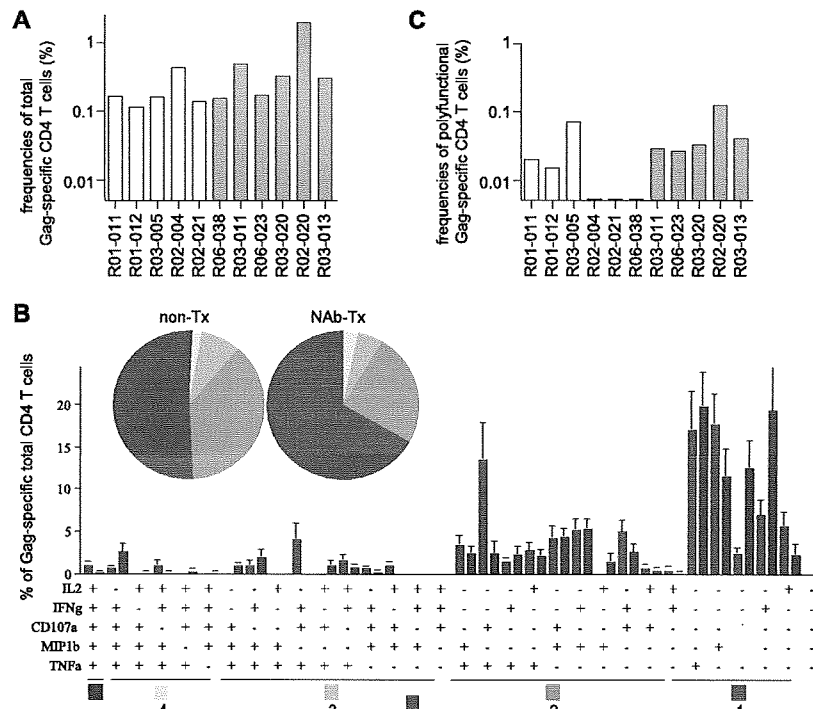 A
frequencies of total
Gag-specific CD4 T cells (%)
1
0.1
0.01
R01-011
R01-012
R03-005
R02-004
R02-021
R06-038
R03-011
R06-023
R03-020
R02-020
R03-013
C
frequencies of polyfunctional
Gag-specific CD4 T cells (%)
1
0.1
0.01
R01-011
R01-012
R03-005
R02-004
R02-021
R06-038
R03-011
R06-023
R03-020
R02-020
R03-013
B
non-Tx
NAb-Tx
% of Gag-specific total CD4 T cells
20
15
10
5
0
IL2
IFNg
CD107a
MIP1b
TNFa